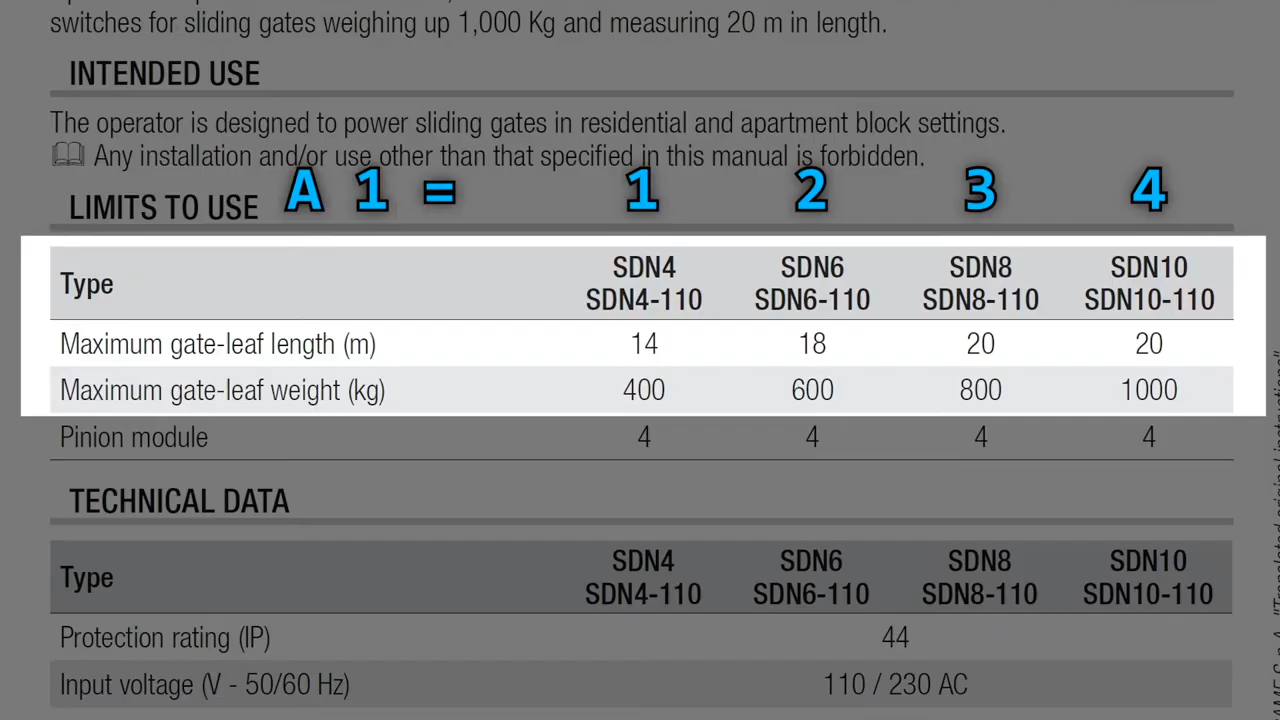 switches for sliding gates weighing up 1,000 Kg and measuring 20 m in length.
INTENDED USE
The operator is designed to power sliding gates in residential and apartment block settings.
Any installation and/or use other than that specified in this manual is forbidden.
LIMITS TO USE A 1 = 1 2 3 4
Type SDN4 SDN6 SDN8 SDN10
SDN4-110 SDN6-110 SDN8-110 SDN10-110
Maximum gate-leaf length (m) 14 18 20 20
Maximum gate-leaf weight (kg) 400 600 800 1000
Pinion module 4 4 4 4
TECHNICAL DATA
Type SDN4 SDN6 SDN8 SDN10
SDN4-110 SDN6-110 SDN8-110 SDN10-110
Protection rating (IP) 44
Input voltage (V - 50/60 Hz) 110 / 230 AC